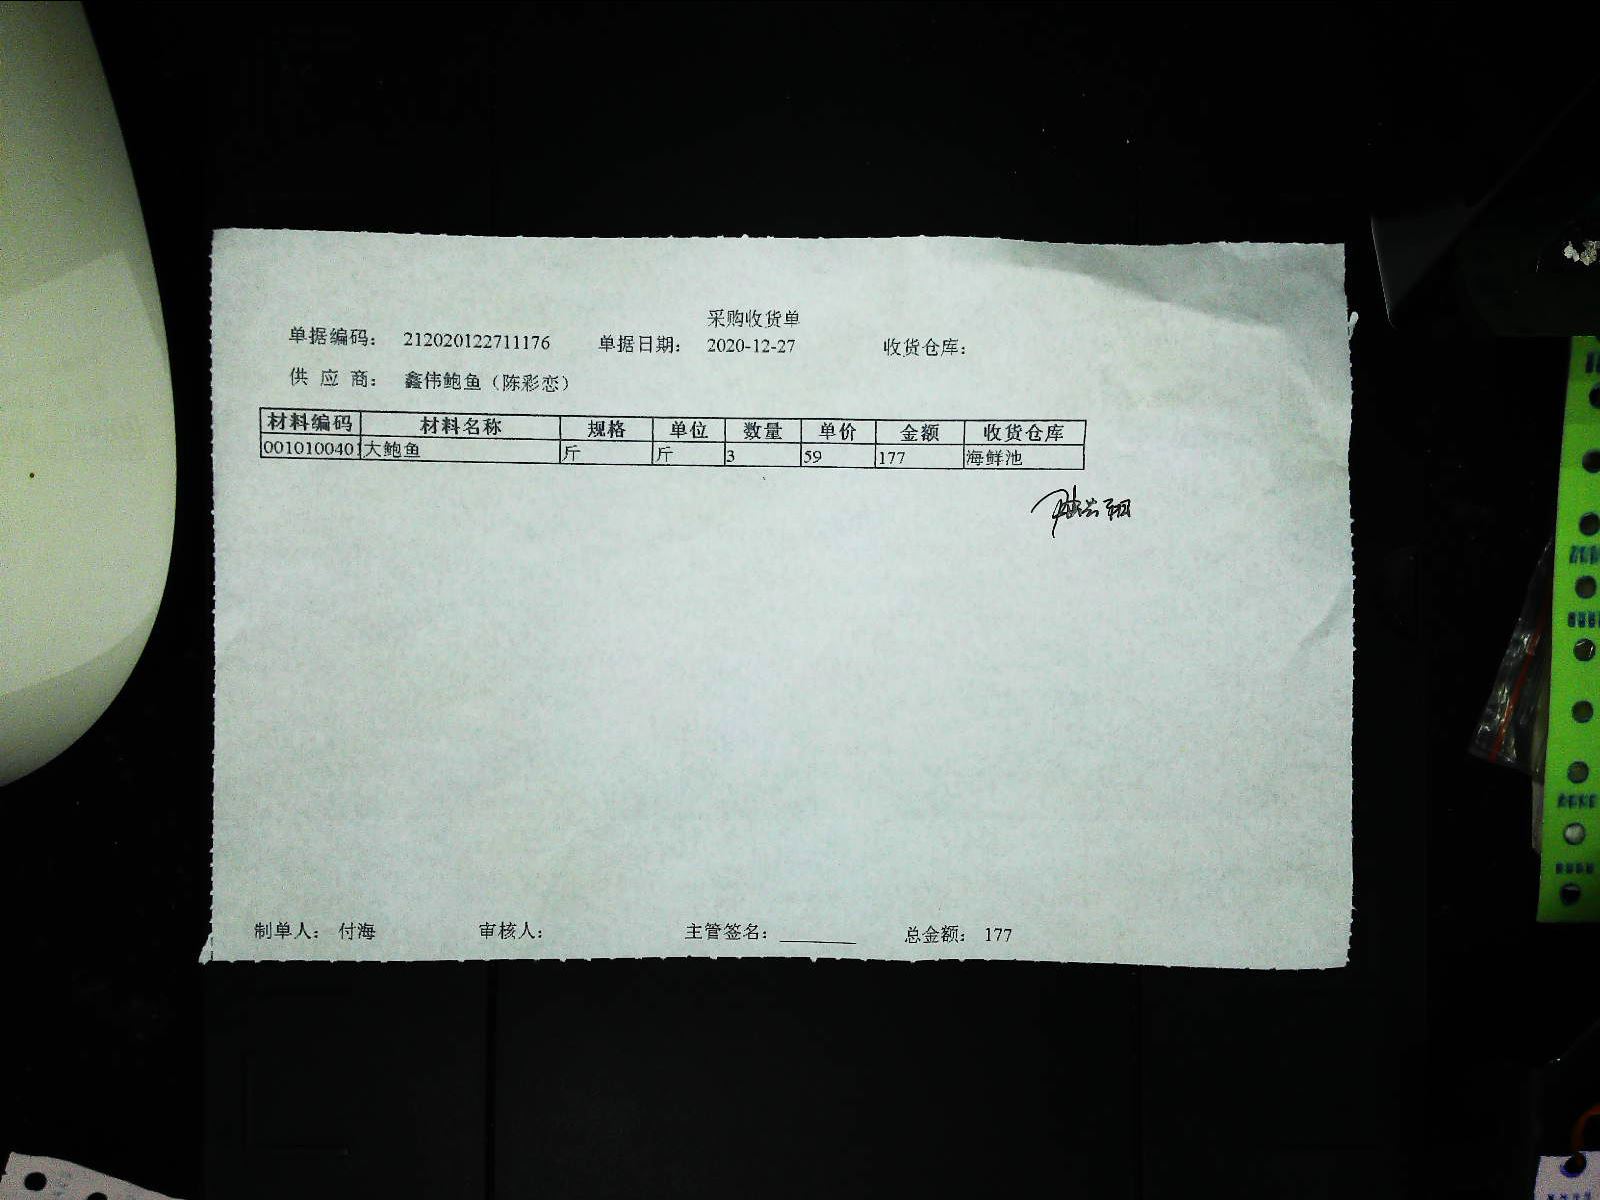 采购收货单
单据编码： 212020122711176 单据日期： 2020-12-27 收货仓库：
供 应 商： 鑫伟鲍鱼（陈彩恋）
材料编码 材料名称 规格 单位 数量 单价 金额 收货仓库
0010100401 大鲍鱼 斤 斤 3 59 177 海鲜池
制单人： 付海 审核人： 主管签名： 总金额： 177